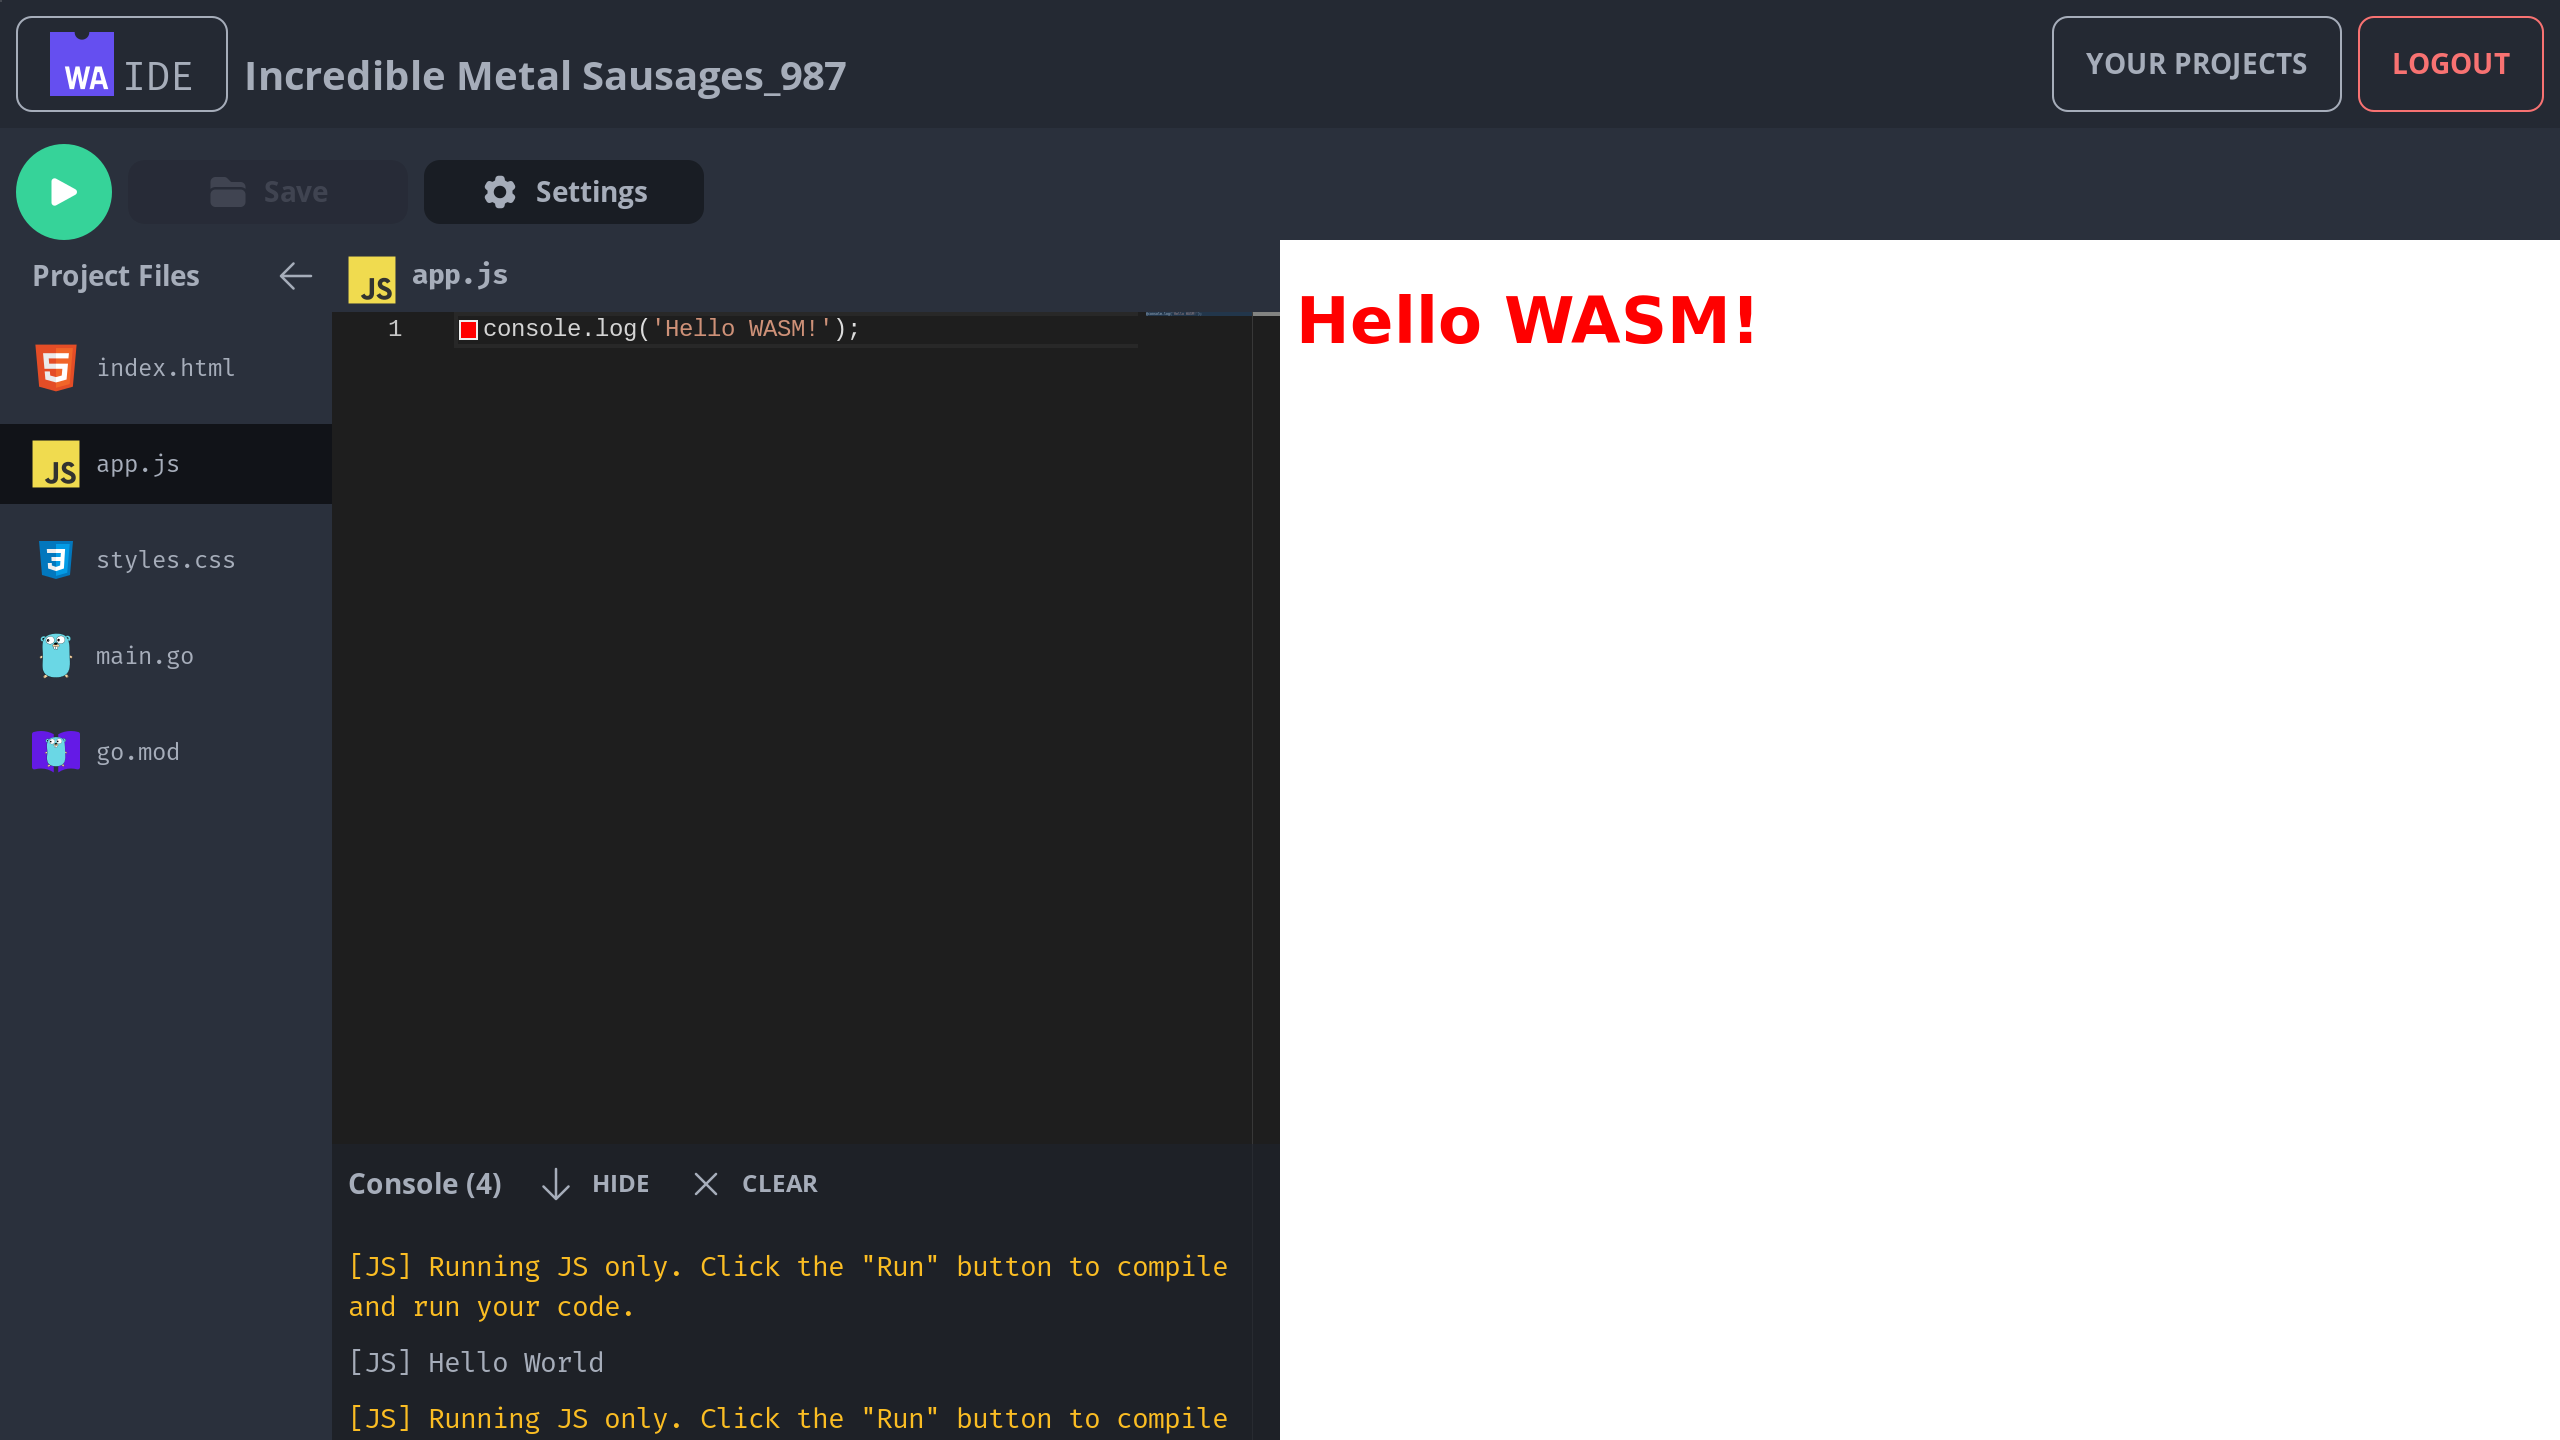 WA IDE Incredible Metal Sausages_987 YOUR PROJECTS LOGOUT
Save Settings
Project Files
index.html
JS app.js
styles.css
main.go
go.mod
JS app.js
1 console.log('Hello WASM!');
Console (4) HIDE CLEAR
[JS] Running JS only. Click the "Run" button to compile
and run your code.
[JS] Hello World
[JS] Running JS only. Click the "Run" button to compile
Hello WASM!